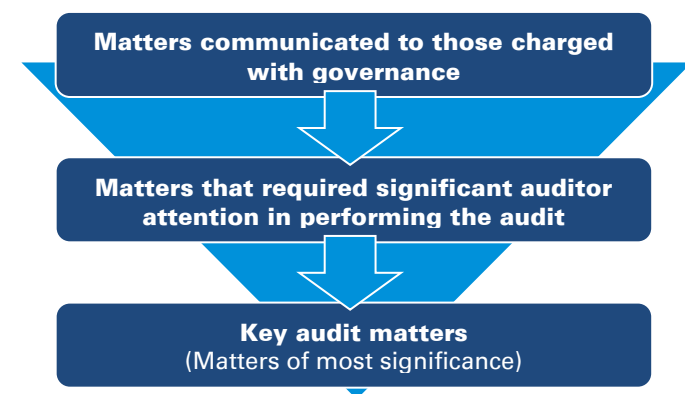 Matters communicated to those charged
with governance
Matters that required significant auditor
attention in performing the audit
Key audit matters
(Matters of most significance)